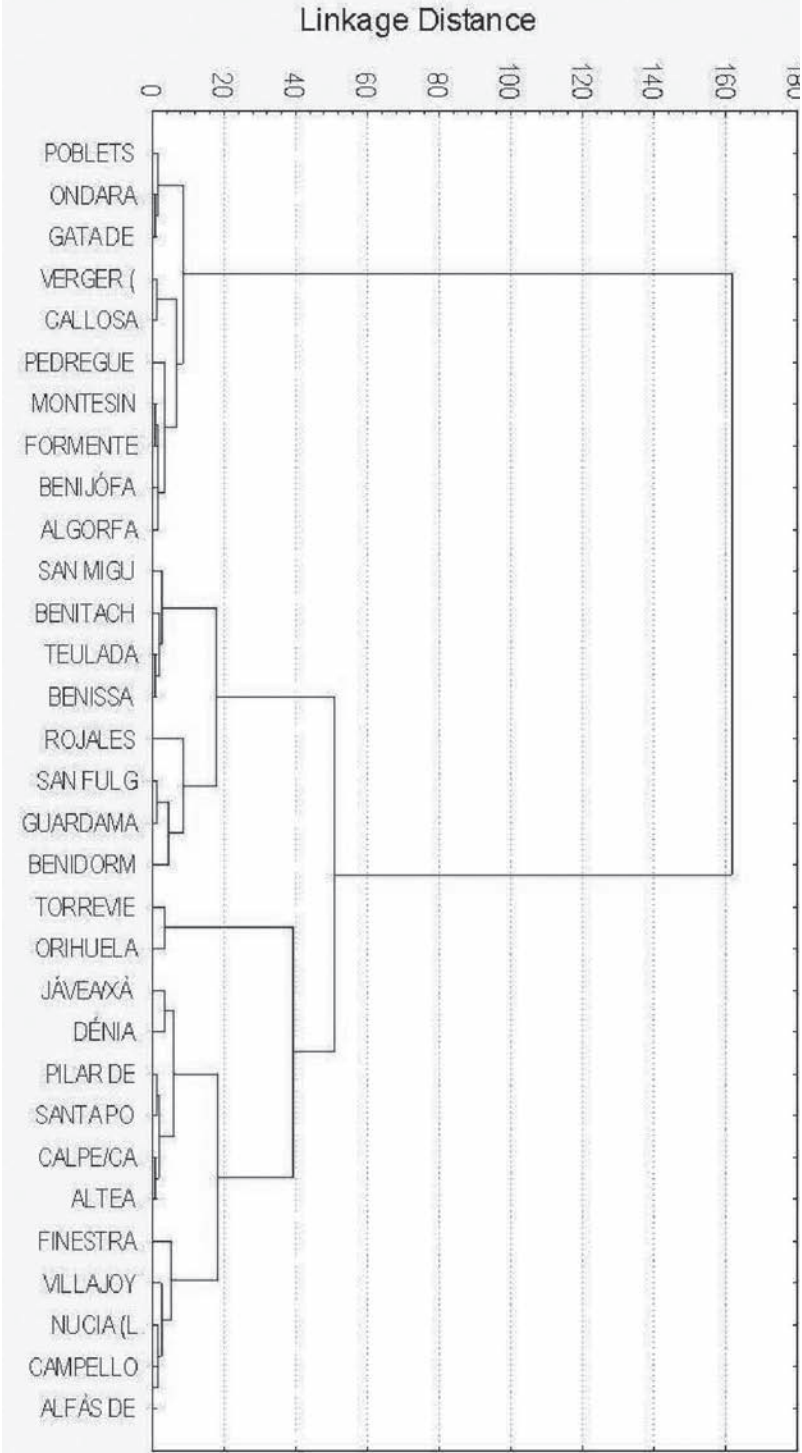 Linkage Distance
0 20 40 60 80 100 120 140 160 180
POBLETS
ONDARA
GATA DE
VERGER (
CALLOSA
PEDREGUE
MONTESIN
FORMENTE
BENIJÓFA
ALGORFA
SAN MIGU
BENITACH
TEULADA
BENISSA
ROJALES
SAN FULG
GUARDAMA
BENIDORM
TORREVIE
ORIHUELA
JÁVEA/XÀ
DÉNIA
PILAR DE
SANTA PO
CALPE/CA
ALTEA
FINESTRA
VILLAJOY
NUCIA (L
CAMPELLO
ALFÁS DE